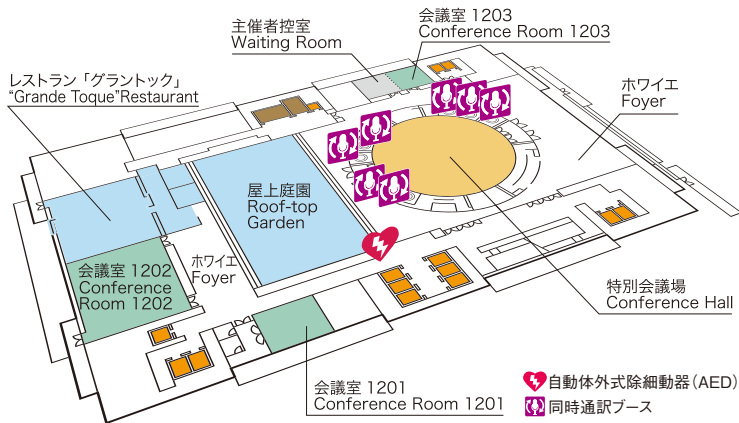 主催者控室
Waiting Room
会議室 1203
Conference Room 1203
レストラン「グラントック」
“Grande Toque”Restaurant
ホワイエ
Foyer
屋上庭園
Roof-top
Garden
会議室 1202
Conference
Room 1202
ホワイエ
Foyer
特別会議場
Conference Hall
会議室 1201
Conference Room 1201
自動体外式除細動器（AED）
同時通訳ブース